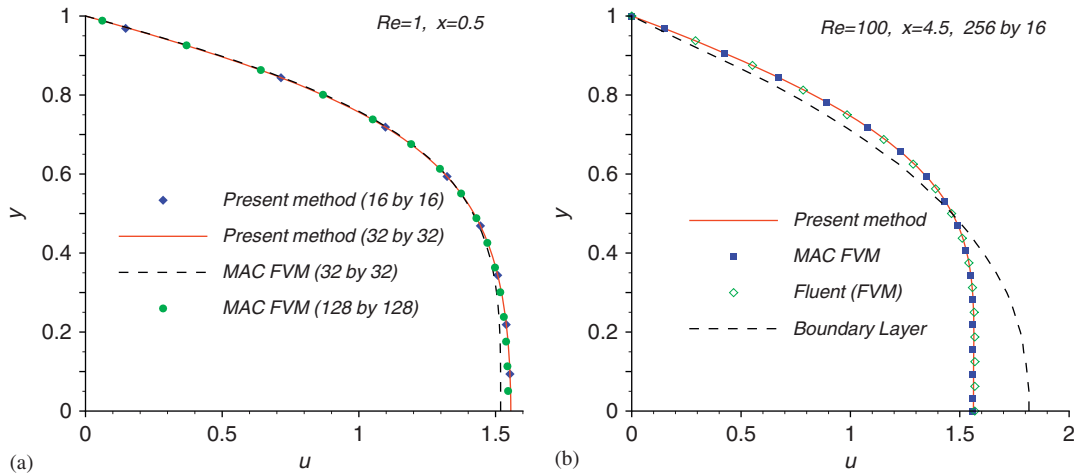 Re=1, x=0.5
1
0.8
0.6
0.4
0.2
0
y
Present method (16 by 16)
Present method (32 by 32)
MAC FVM (32 by 32)
MAC FVM (128 by 128)
0 0.5 1 1.5
u
(a)
Re=100, x=4.5, 256 by 16
1
0.8
0.6
0.4
0.2
0
y
Present method
MAC FVM
Fluent (FVM)
Boundary Layer
0 0.5 1 1.5 2
u
(b)